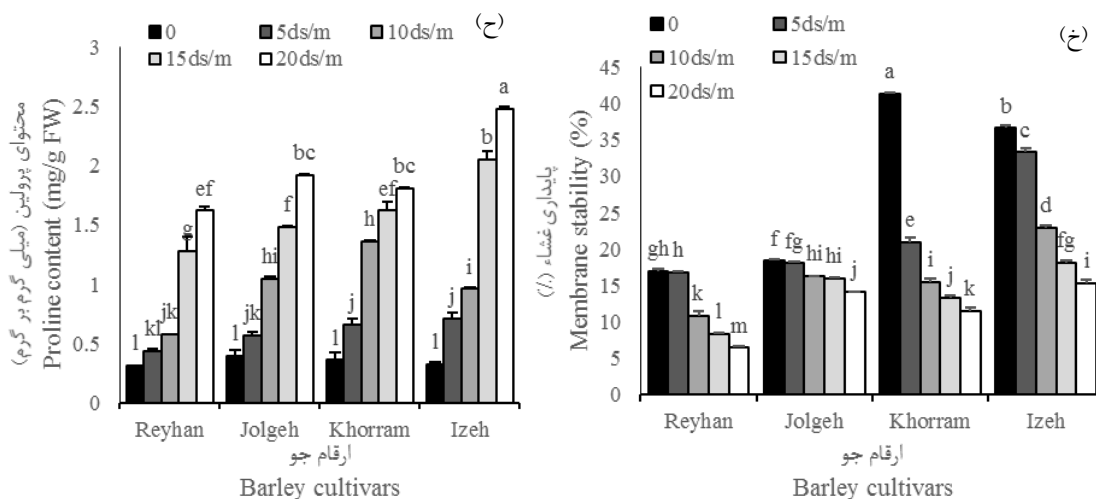 (ح)
0 5ds/m 10ds/m
15ds/m 20ds/m
محتوای پرولین (میلی گرم بر گرم)
Proline content (mg/g FW)
3
2.5
2
1.5
1
0.5
0
l kl jk g ef
l jk hi f bc
l j h ef bc
l j i b a
Reyhan Jolgeh Khorram Izeh
ارقام جو
Barley cultivars
(خ)
0 5ds/m
10ds/m 15ds/m
20ds/m
پایداری غشاء (٪)
Membrane stability (%)
45
40
35
30
25
20
15
10
5
0
gh h k l m
f fg hi hi j
a e i j k
b c d fg i
Reyhan Jolgeh Khorram Izeh
ارقام جو
Barley cultivars